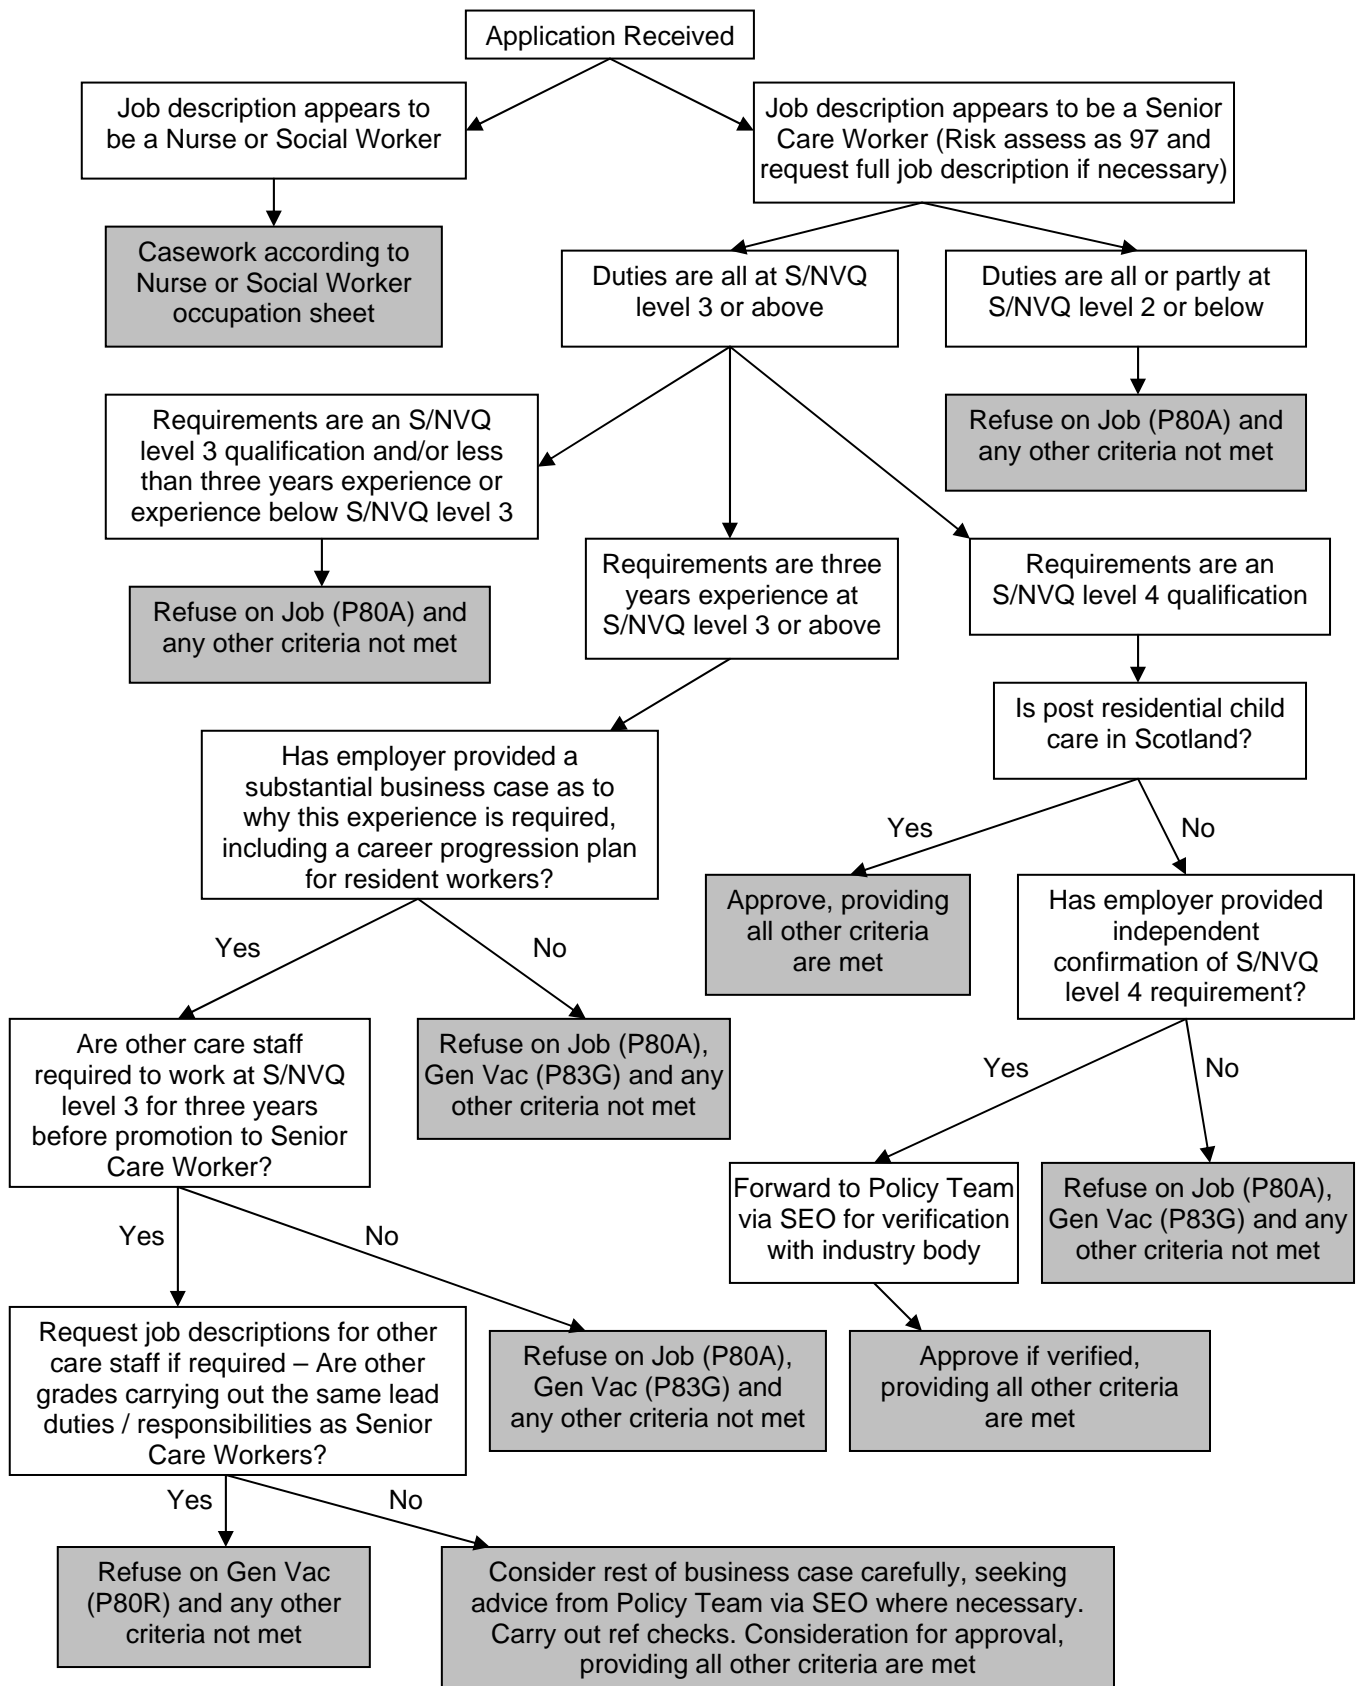 Application Received
Job description appears to
be a Nurse or Social Worker
Job description appears to be a Senior
Care Worker (Risk assess as 97 and
request full job description if necessary)
Casework according to
Nurse or Social Worker
occupation sheet
Duties are all at S/NVQ
level 3 or above
Duties are all or partly at
S/NVQ level 2 or below
Requirements are an S/NVQ
level 3 qualification and/or less
than three years experience or
experience below S/NVQ level 3
Refuse on Job (P80A) and
any other criteria not met
Refuse on Job (P80A) and
any other criteria not met
Requirements are three
years experience at
S/NVQ level 3 or above
Requirements are an
S/NVQ level 4 qualification
Is post residential child
care in Scotland?
Has employer provided a
substantial business case as to
why this experience is required,
including a career progression plan
for resident workers?
Yes
No
Approve, providing
all other criteria
are met
Has employer provided
independent
confirmation of S/NVQ
level 4 requirement?
Yes
No
Are other care staff
required to work at S/NVQ
level 3 for three years
before promotion to Senior
Care Worker?
Refuse on Job (P80A),
Gen Vac (P83G) and any
other criteria not met
Yes
No
Forward to Policy Team
via SEO for verification
with industry body
Refuse on Job (P80A),
Gen Vac (P83G) and any
other criteria not met
Yes
No
Request job descriptions for other
care staff if required – Are other
grades carrying out the same lead
duties / responsibilities as Senior
Care Workers?
Refuse on Job (P80A),
Gen Vac (P83G) and
any other criteria not met
Approve if verified,
providing all other criteria
are met
Yes
No
Refuse on Gen Vac
(P80R) and any other
criteria not met
Consider rest of business case carefully, seeking
advice from Policy Team via SEO where necessary.
Carry out ref checks. Consideration for approval,
providing all other criteria are met